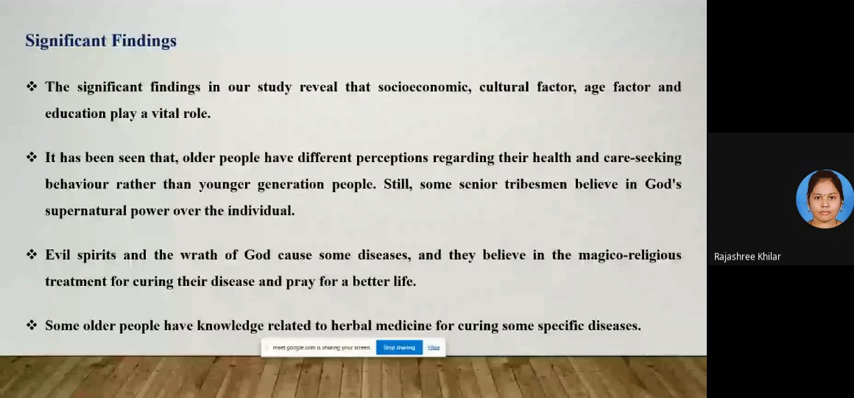 Significant Findings
❖ The significant findings in our study reveal that socioeconomic, cultural factor, age factor and
education play a vital role.
❖ It has been seen that, older people have different perceptions regarding their health and care-seeking
behaviour rather than younger generation people. Still, some senior tribesmen believe in God's
supernatural power over the individual.
❖ Evil spirits and the wrath of God cause some diseases, and they believe in the magico-religious
treatment for curing their disease and pray for a better life.
❖ Some older people have knowledge related to herbal medicine for curing some specific diseases.
meet.google.com is sharing your screen. Stop sharing Hide
Rajashree Khilar